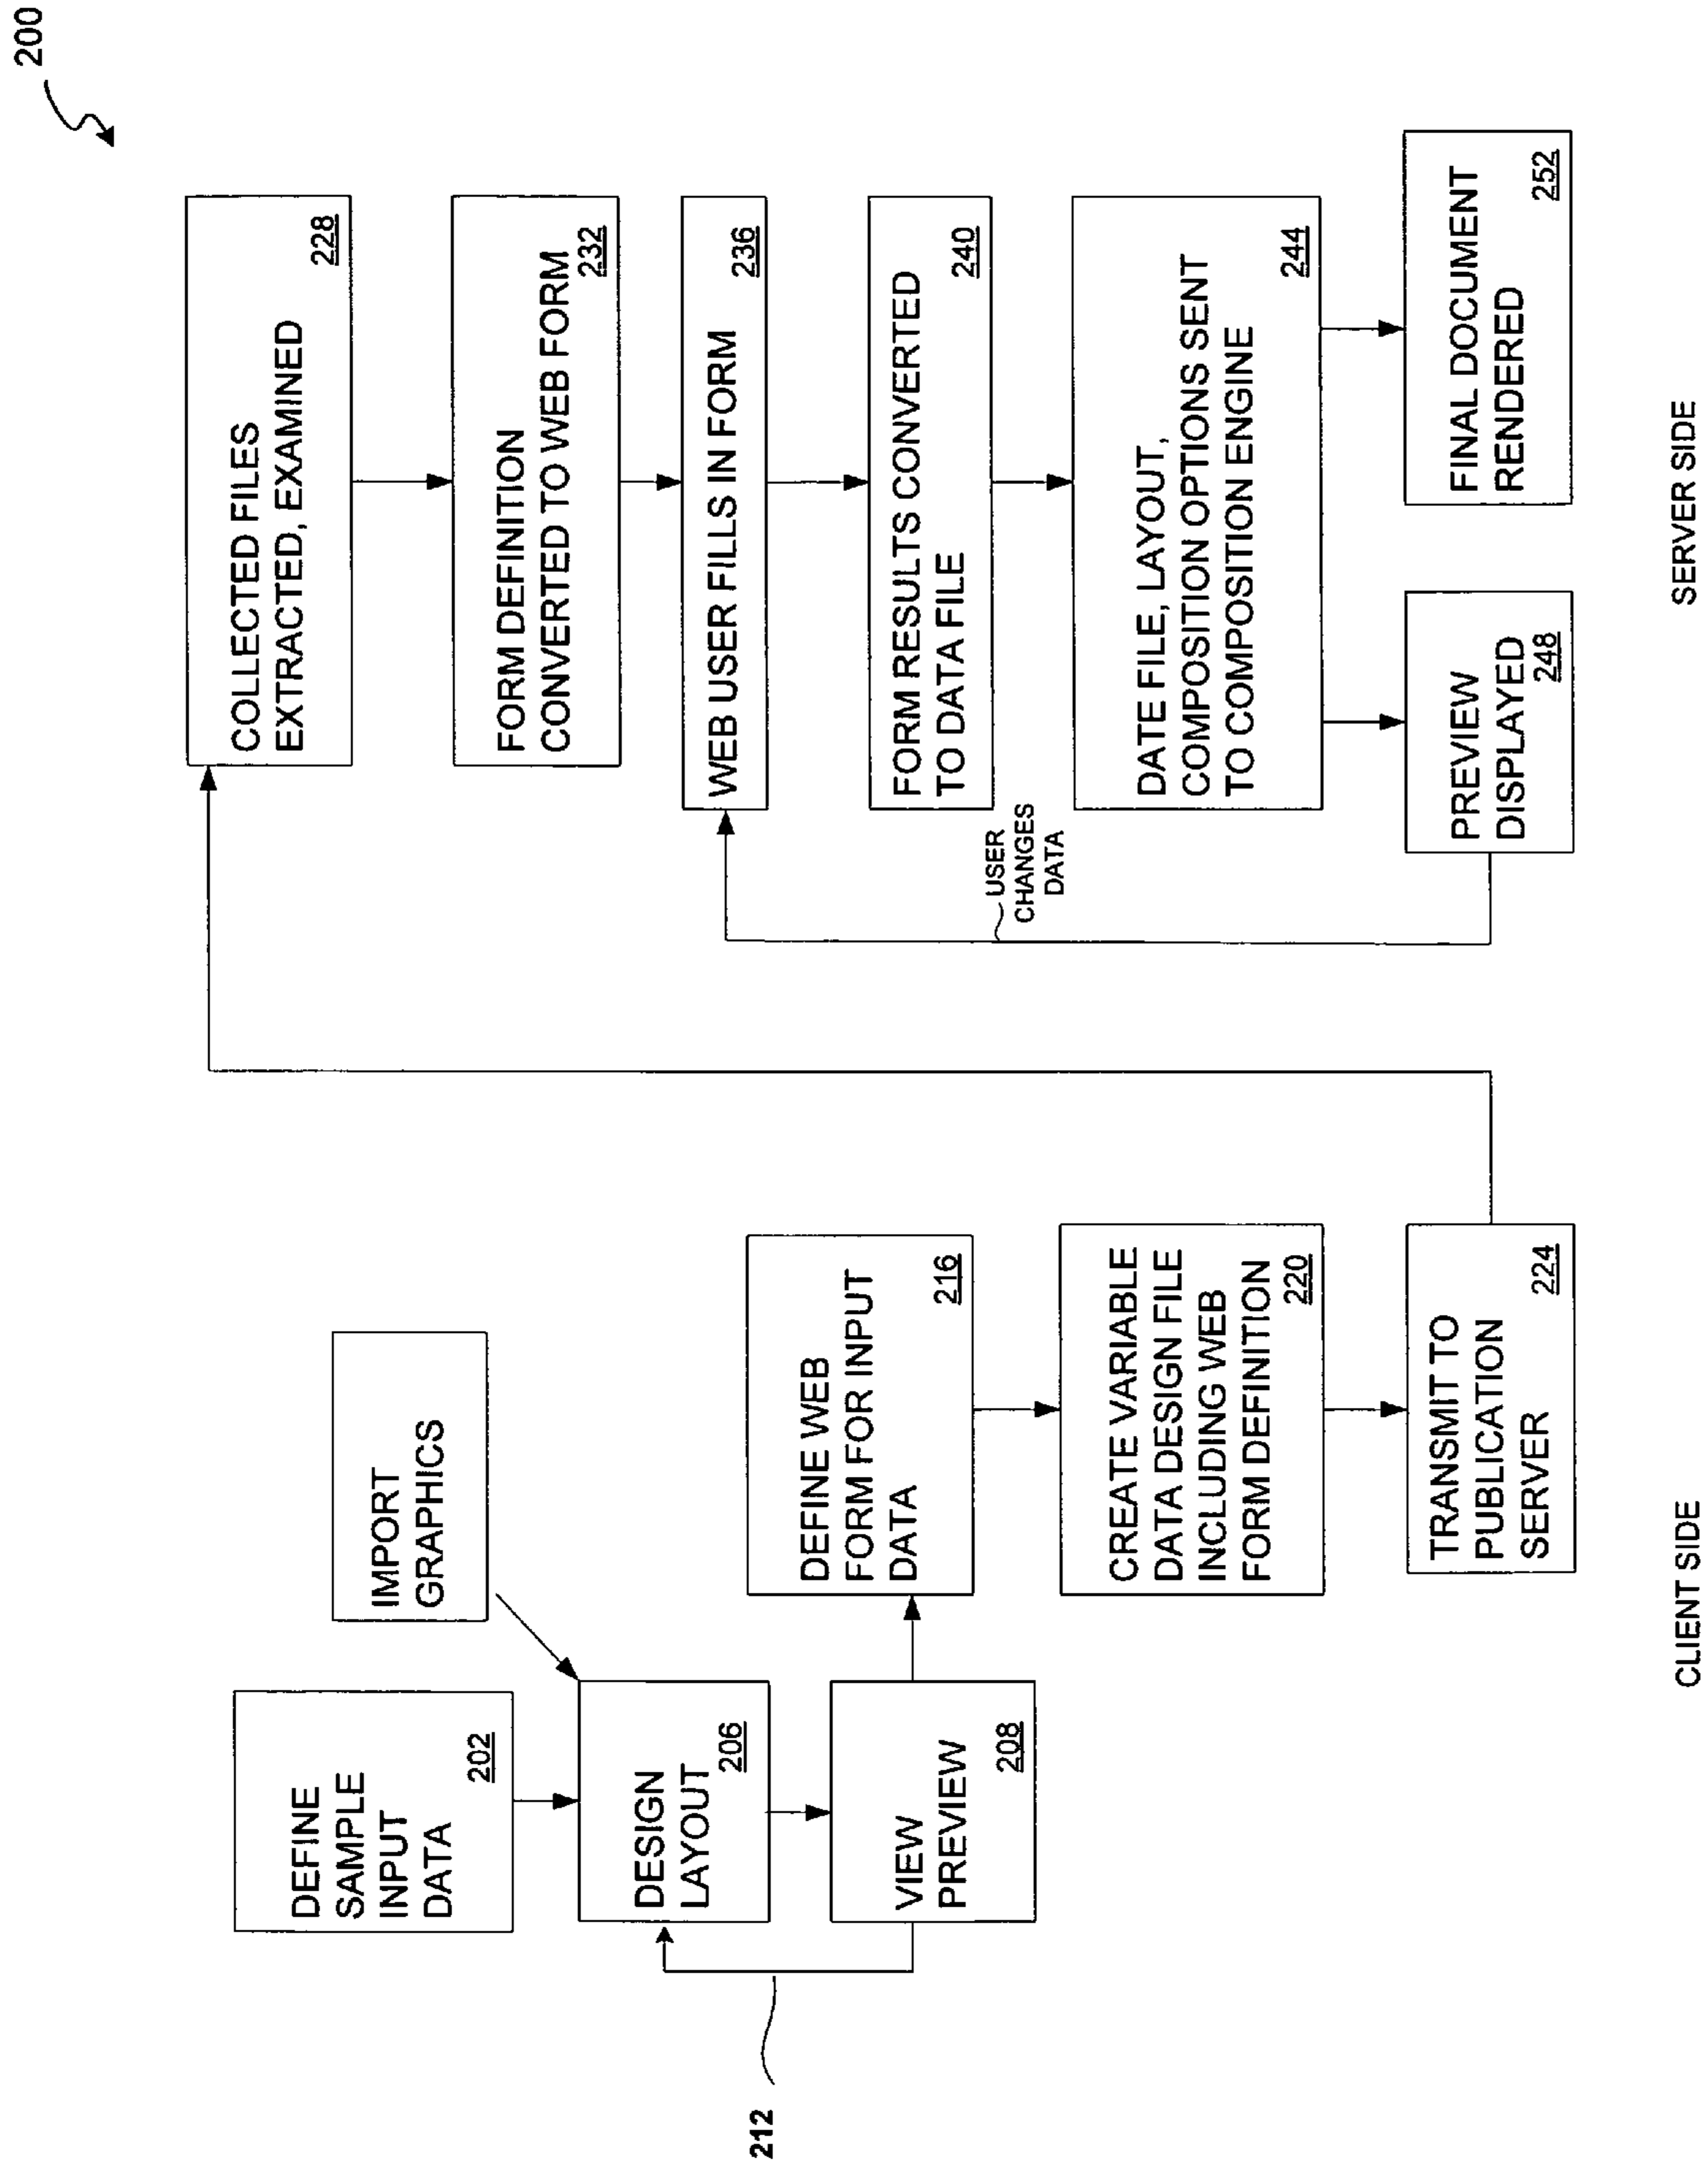 200
DEFINE
SAMPLE
INPUT
DATA
202
IMPORT
GRAPHICS
DESIGN
LAYOUT
206
VIEW
PREVIEW
208
212
DEFINE WEB
FORM FOR INPUT
DATA
216
CREATE VARIABLE
DATA DESIGN FILE
INCLUDING WEB
FORM DEFINITION
220
TRANSMIT TO
PUBLICATION
SERVER
224
CLIENT SIDE
COLLECTED FILES
EXTRACTED, EXAMINED
228
FORM DEFINITION
CONVERTED TO WEB FORM
232
WEB USER FILLS IN FORM
236
FORM RESULTS CONVERTED
TO DATA FILE
240
USER
CHANGES
DATA
DATE FILE, LAYOUT,
COMPOSITION OPTIONS SENT
TO COMPOSITION ENGINE
244
PREVIEW
DISPLAYED
248
FINAL DOCUMENT
RENDERED
252
SERVER SIDE